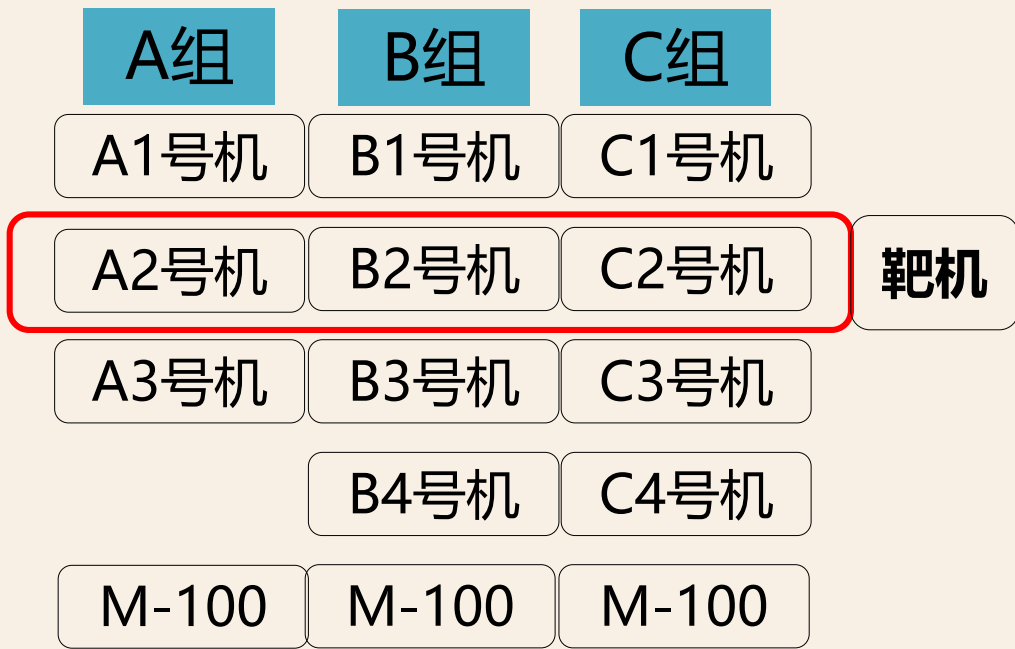 A组 B组 C组
A1号机 B1号机 C1号机
A2号机 B2号机 C2号机 靶机
A3号机 B3号机 C3号机
B4号机 C4号机
M-100 M-100 M-100